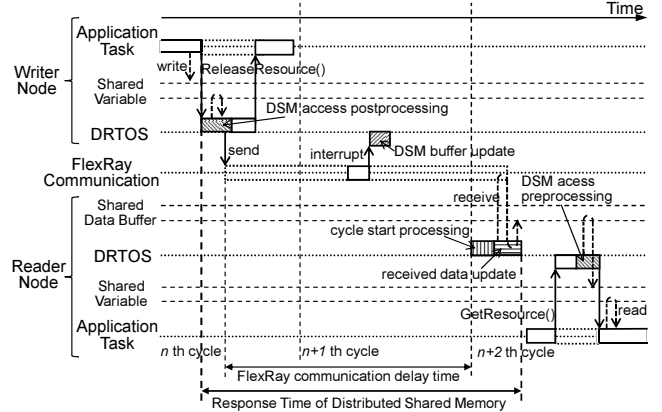 Time
Application
Task
write
ReleaseResource()
Writer
Node
Shared
Variable
DSM access postprocessing
DRTOS
send
interrupt
DSM buffer update
FlexRay
Communication
receive
DSM acess
preprocessing
Shared
Data Buffer
cycle start processing
DRTOS
Reader
Node
received data update
Shared
Variable
GetResource()
read
Application
Task
n th cycle
n+1 th cycle
n+2 th cycle
FlexRay communication delay time
Response Time of Distributed Shared Memory